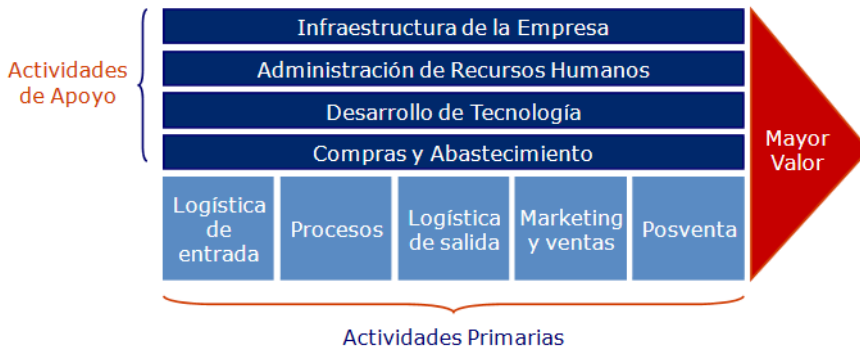 Infraestructura de la Empresa
Actividades
de Apoyo
Administración de Recursos Humanos
Desarrollo de Tecnología
Compras y Abastecimiento
Mayor
Valor
Logística
de
entrada
Procesos
Logística
de salida
Marketing
y ventas
Posventa
Actividades Primarias